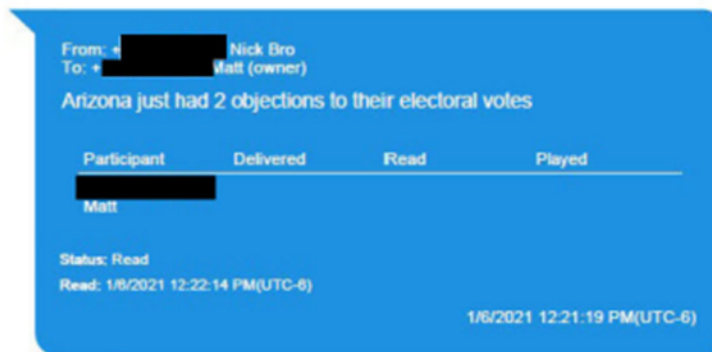 From: + Nick Bro
To: + Matt (owner)
Arizona just had 2 objections to their electoral votes
Participant Delivered Read Played
Matt
Status: Read
Read: 1/6/2021 12:22:14 PM(UTC-6)
1/6/2021 12:21:19 PM(UTC-6)